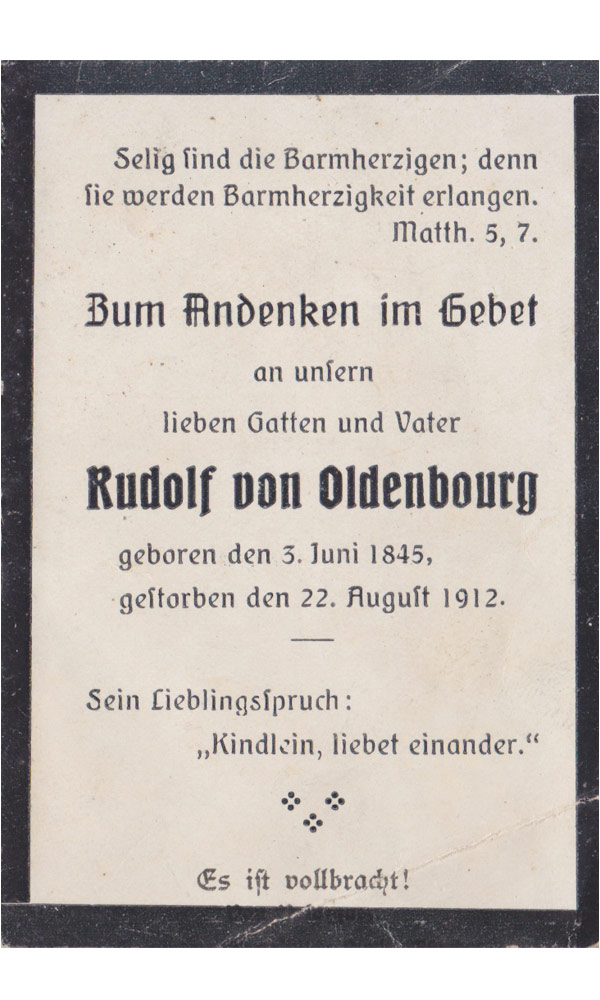 Selig sind die Barmherzigen; denn
sie werden Barmherzigkeit erlangen.
Matth. 5, 7.
Zum Andenken im Gebet
an unsern
lieben Gatten und Vater
Rudolf von Oldenbourg
geboren den 3. Juni 1845,
gestorben den 22. August 1912.
Sein Lieblingsspruch:
„Kindlein, liebet einander.“
Es ist vollbracht!